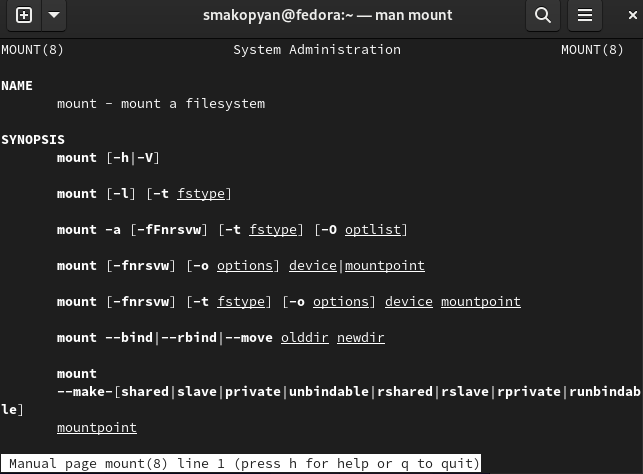 smakopyan@fedora:~ — man mount
MOUNT(8) System Administration MOUNT(8)
NAME
mount - mount a filesystem
SYNOPSIS
mount [-h|-V]
mount [-l] [-t fstype]
mount -a [-fFnrsvw] [-t fstype] [-O optlist]
mount [-fnrsvw] [-o options] device|mountpoint
mount [-fnrsvw] [-t fstype] [-o options] device mountpoint
mount --bind|--rbind|--move olddir newdir
mount
--make-[shared|slave|private|unbindable|rshared|rslave|rprivate|runbindab
le]
mountpoint
Manual page mount(8) line 1 (press h for help or q to quit)